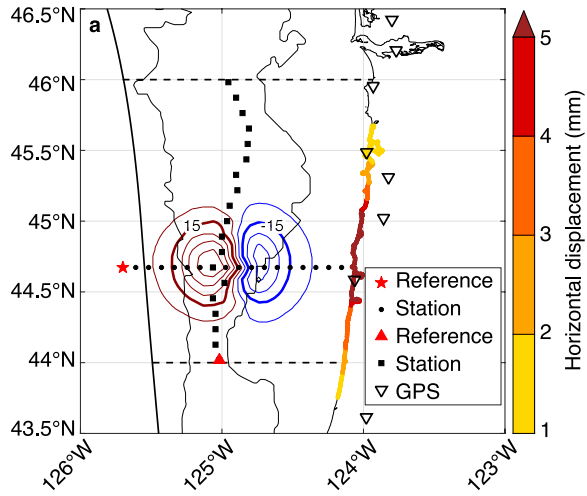 a
46.5°N
46°N
45.5°N
45°N
44.5°N
44°N
43.5°N
126°W
125°W
124°W
123°W
15
-15
Reference
Station
Reference
Station
GPS
5
4
3
2
1
Horizontal displacement (mm)